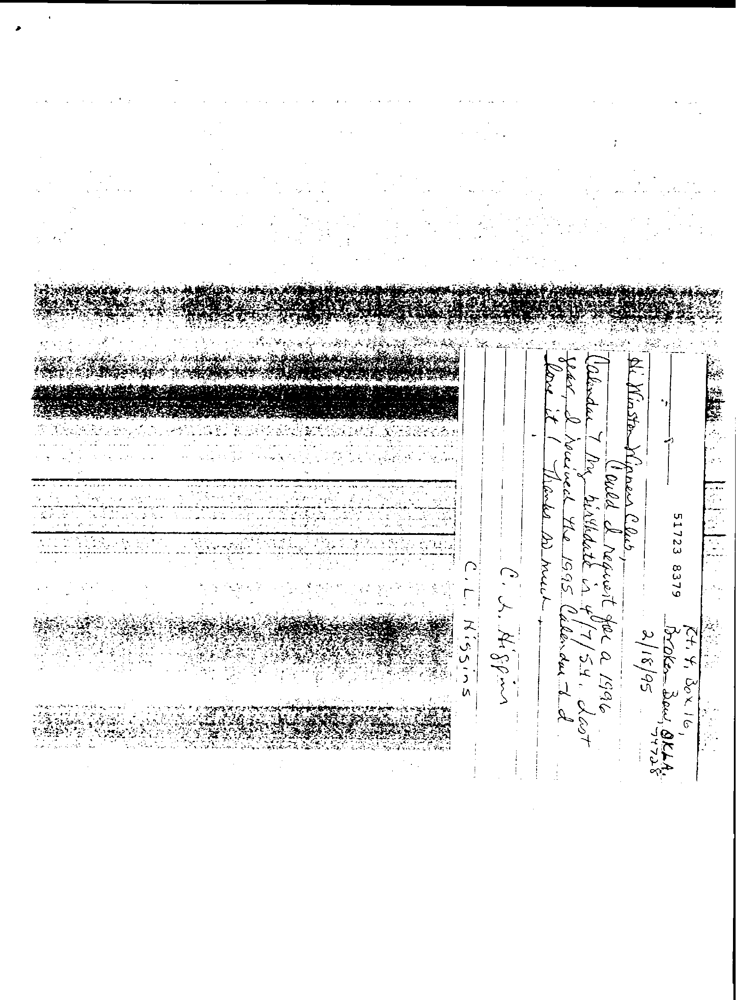 Rt. 4, Box 16,
Broken Bow, OKLA.
74728
2/18/95
51723 8379
Hi Winston Winners Club,
Could I request for a 1996
Calendar & my birthdate is 4/7/54. Last
year, I received the 1995 Calendar & I
love it! Thanks so much.
C. L. Higgins
C. L. Higgins